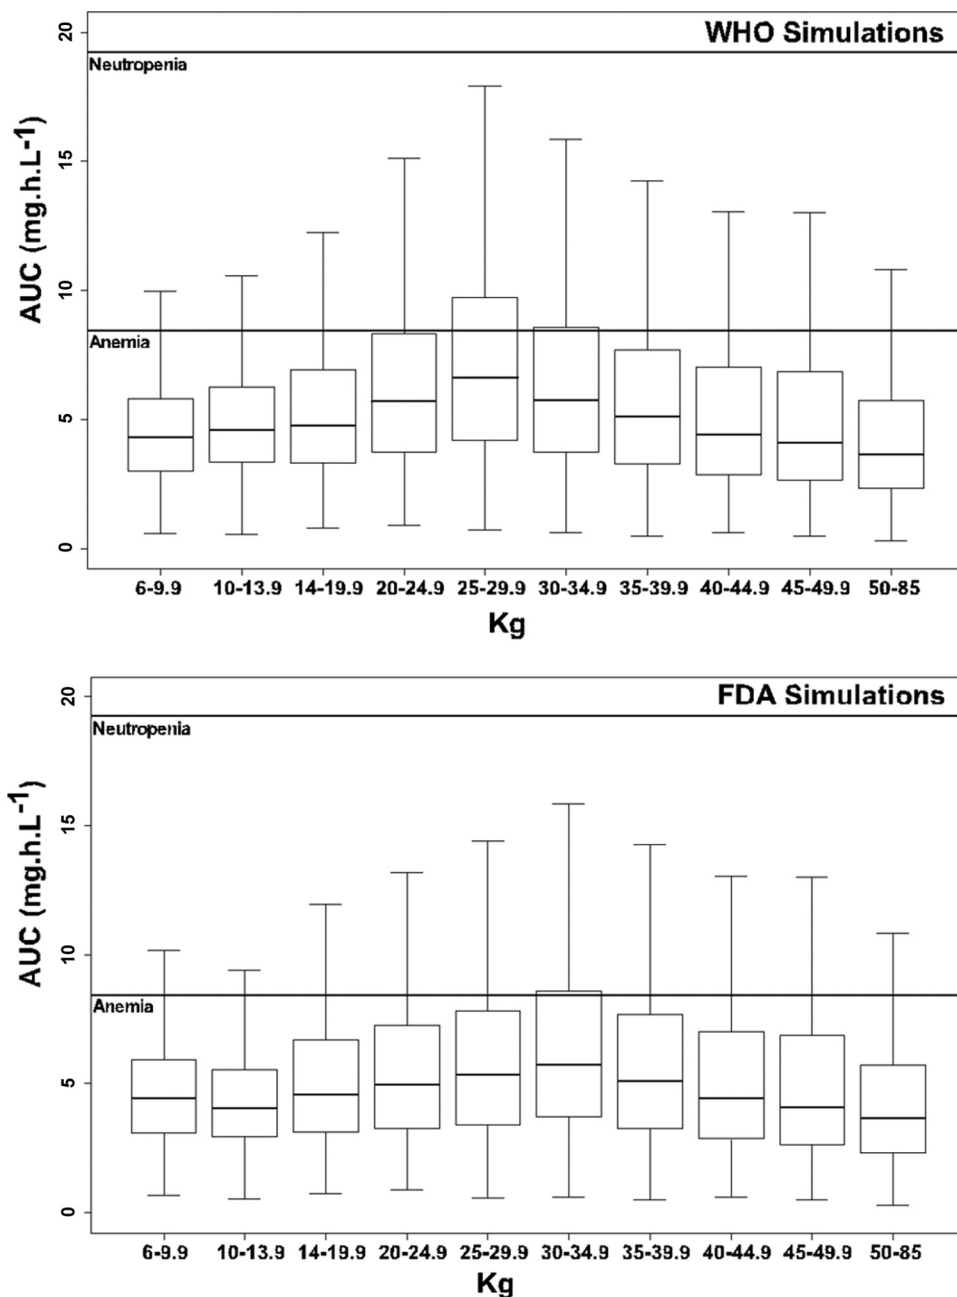 WHO Simulations
Neutropenia
Anemia
AUC (mg.h.L-1)
20
15
10
5
0
6-9.9 10-13.9 14-19.9 20-24.9 25-29.9 30-34.9 35-39.9 40-44.9 45-49.9 50-85
Kg
FDA Simulations
Neutropenia
Anemia
AUC (mg.h.L-1)
20
15
10
5
0
6-9.9 10-13.9 14-19.9 20-24.9 25-29.9 30-34.9 35-39.9 40-44.9 45-49.9 50-85
Kg